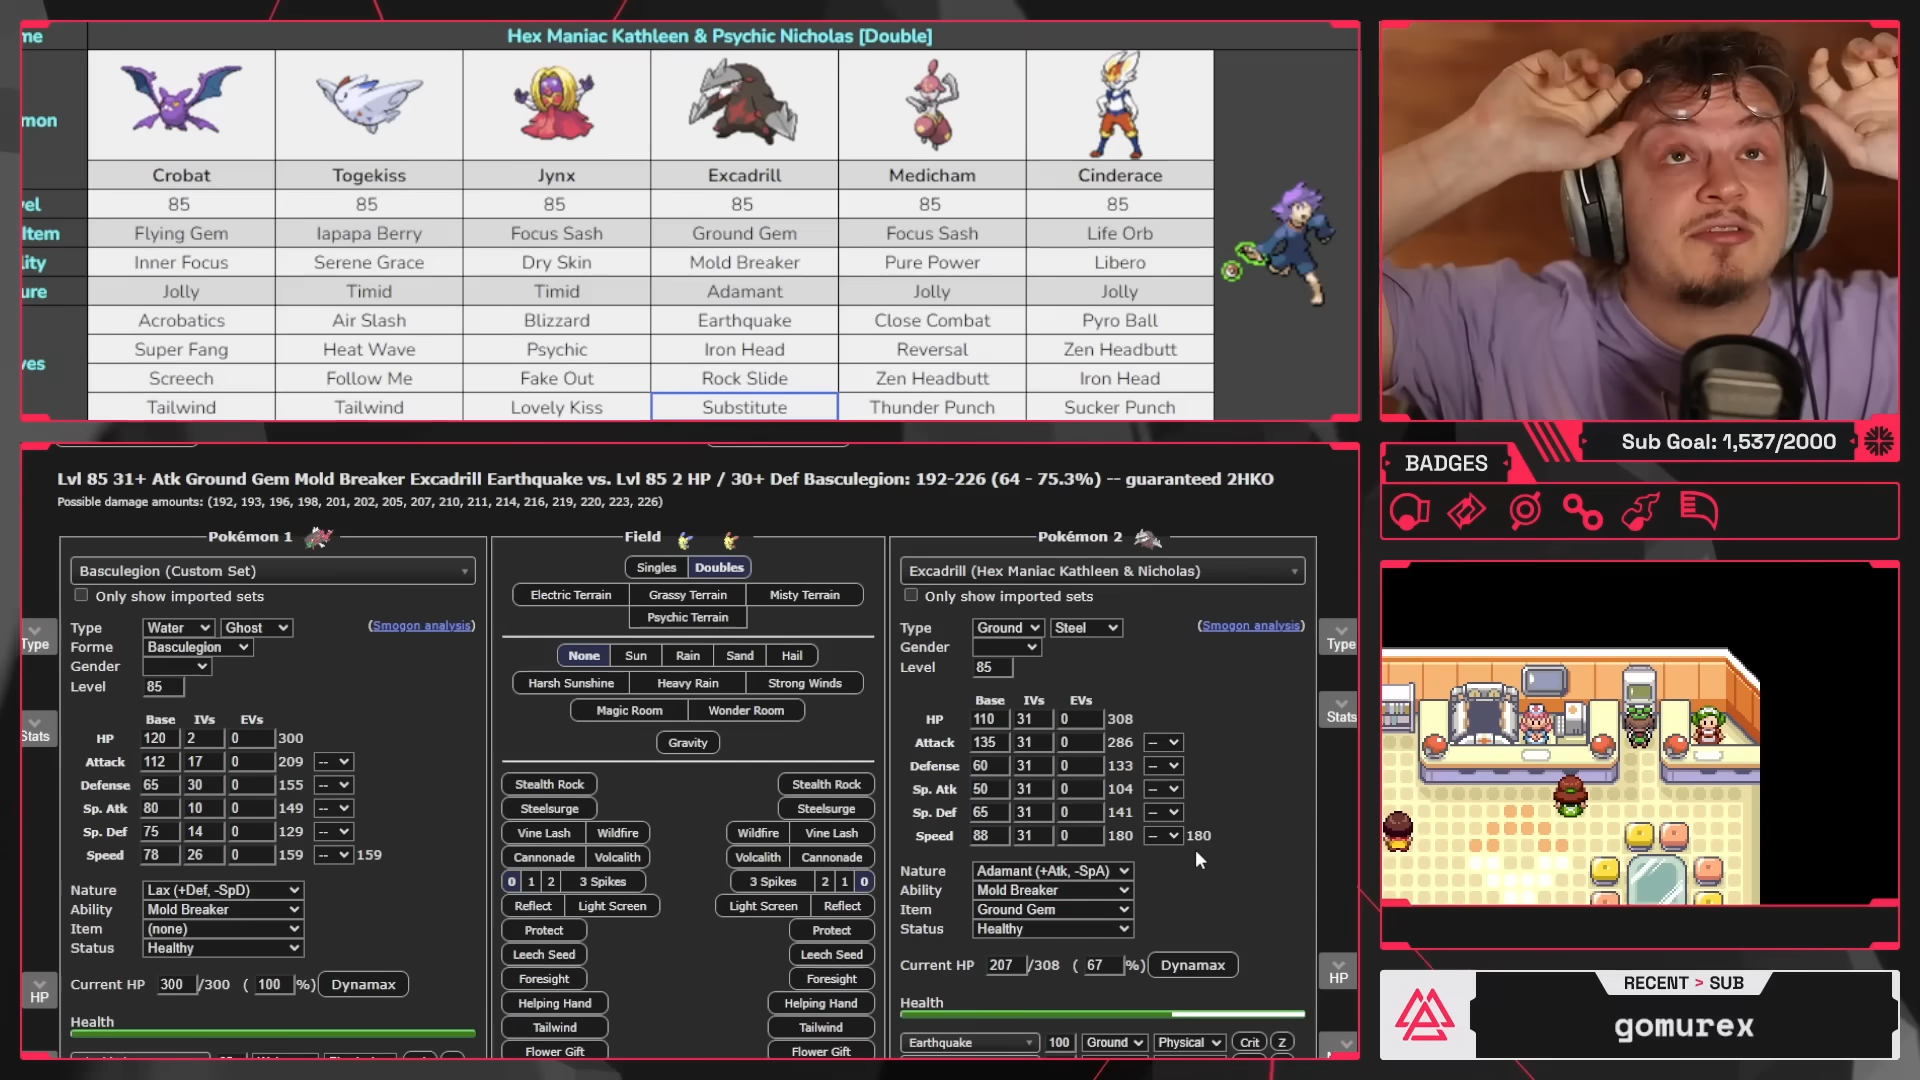 me
Hex Maniac Kathleen & Psychic Nicholas [Double]
mon
Crobat Togekiss Jynx Excadrill Medicham Cinderace
vel 85 85 85 85 85 85
Item Flying Gem Iapapa Berry Focus Sash Ground Gem Focus Sash Life Orb
lity Inner Focus Serene Grace Dry Skin Mold Breaker Pure Power Libero
ure Jolly Timid Timid Adamant Jolly Jolly
Acrobatics Air Slash Blizzard Earthquake Close Combat Pyro Ball
ves Super Fang Heat Wave Psychic Iron Head Reversal Zen Headbutt
Screech Follow Me Fake Out Rock Slide Zen Headbutt Iron Head
Tailwind Tailwind Lovely Kiss Substitute Thunder Punch Sucker Punch
Sub Goal: 1,537/2000
BADGES
Lvl 85 31+ Atk Ground Gem Mold Breaker Excadrill Earthquake vs. Lvl 85 2 HP / 30+ Def Basculegion: 192-226 (64 - 75.3%) -- guaranteed 2HKO
Possible damage amounts: (192, 193, 196, 198, 201, 202, 205, 207, 210, 211, 214, 216, 219, 220, 223, 226)
Pokémon 1
Basculegion (Custom Set)
Only show imported sets
Type Water Ghost (Smogon analysis)
Forme Basculegion
Gender
Level 85
Base IVs EVs
HP 120 2 0 300
Attack 112 17 0 209 --
Defense 65 30 0 155 --
Sp. Atk 80 10 0 149 --
Sp. Def 75 14 0 129 --
Speed 78 26 0 159 -- 159
Nature Lax (+Def, -SpD)
Ability Mold Breaker
Item (none)
Status Healthy
Current HP 300 /300 ( 100 %) Dynamax
Health
Type
Stats
HP
Field
Singles Doubles
Electric Terrain Grassy Terrain Misty Terrain
Psychic Terrain
None Sun Rain Sand Hail
Harsh Sunshine Heavy Rain Strong Winds
Magic Room Wonder Room
Gravity
Stealth Rock Stealth Rock
Steelsurge Steelsurge
Vine Lash Wildfire Wildfire Vine Lash
Cannonade Volcalith Volcalith Cannonade
0 1 2 3 Spikes 3 Spikes 2 1 0
Reflect Light Screen Light Screen Reflect
Protect Protect
Leech Seed Leech Seed
Foresight Foresight
Helping Hand Helping Hand
Tailwind Tailwind
Flower Gift Flower Gift
Pokémon 2
Excadrill (Hex Maniac Kathleen & Nicholas)
Only show imported sets
Type Ground Steel (Smogon analysis)
Gender
Level 85
Base IVs EVs
HP 110 31 0 308
Attack 135 31 0 286 --
Defense 60 31 0 133 --
Sp. Atk 50 31 0 104 --
Sp. Def 65 31 0 141 --
Speed 88 31 0 180 -- 180
Nature Adamant (+Atk, -SpA)
Ability Mold Breaker
Item Ground Gem
Status Healthy
Current HP 207 /308 ( 67 %) Dynamax
Health
Earthquake 100 Ground Physical Crit Z
Type
Stats
HP
RECENT > SUB
gomurex